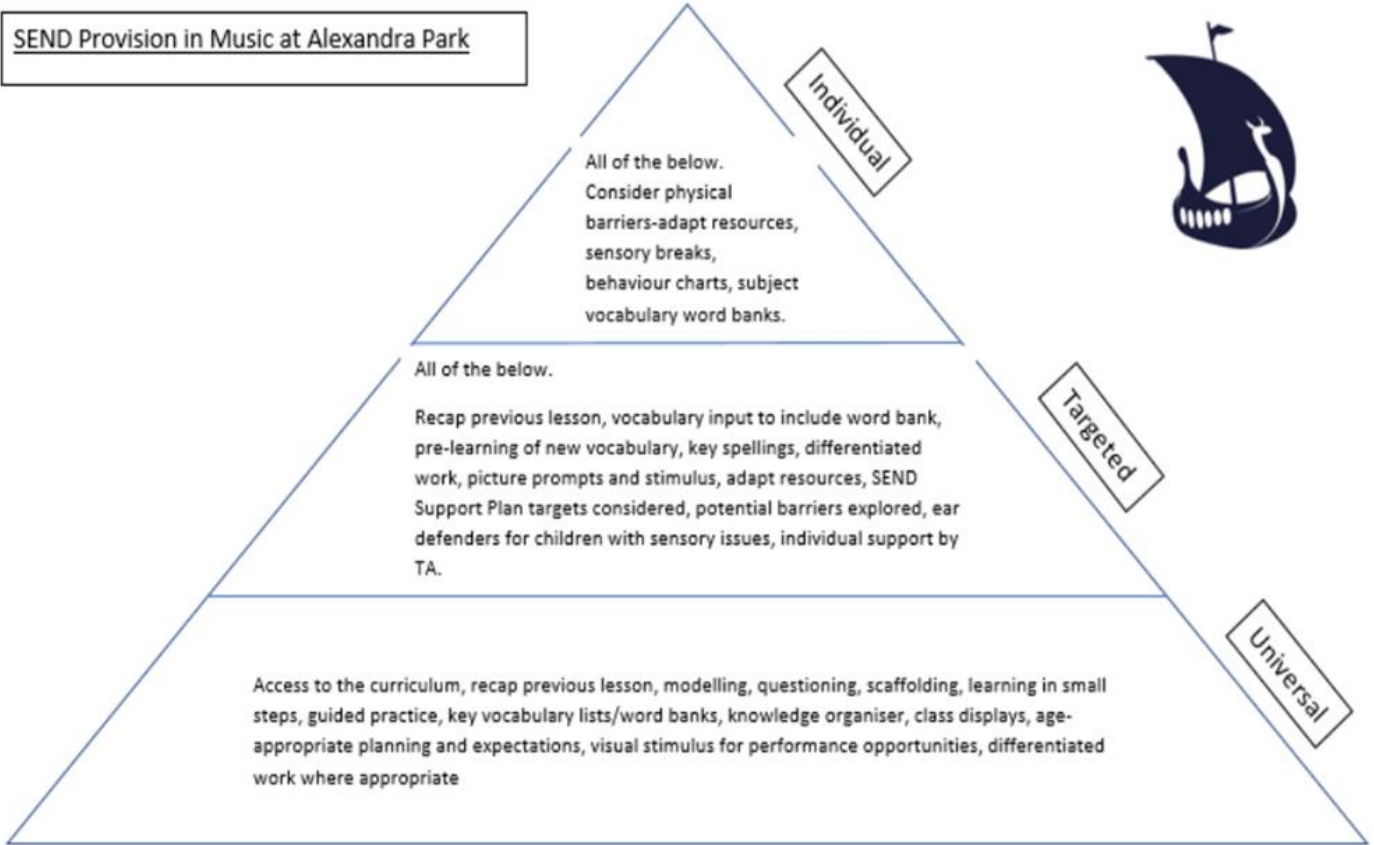 SEND Provision in Music at Alexandra Park
Individual
All of the below.
Consider physical
barriers-adapt resources,
sensory breaks,
behaviour charts, subject
vocabulary word banks.
Targeted
All of the below.
Recap previous lesson, vocabulary input to include word bank,
pre-learning of new vocabulary, key spellings, differentiated
work, picture prompts and stimulus, adapt resources, SEND
Support Plan targets considered, potential barriers explored, ear
defenders for children with sensory issues, individual support by
TA.
Universal
Access to the curriculum, recap previous lesson, modelling, questioning, scaffolding, learning in small
steps, guided practice, key vocabulary lists/word banks, knowledge organiser, class displays, age-
appropriate planning and expectations, visual stimulus for performance opportunities, differentiated
work where appropriate